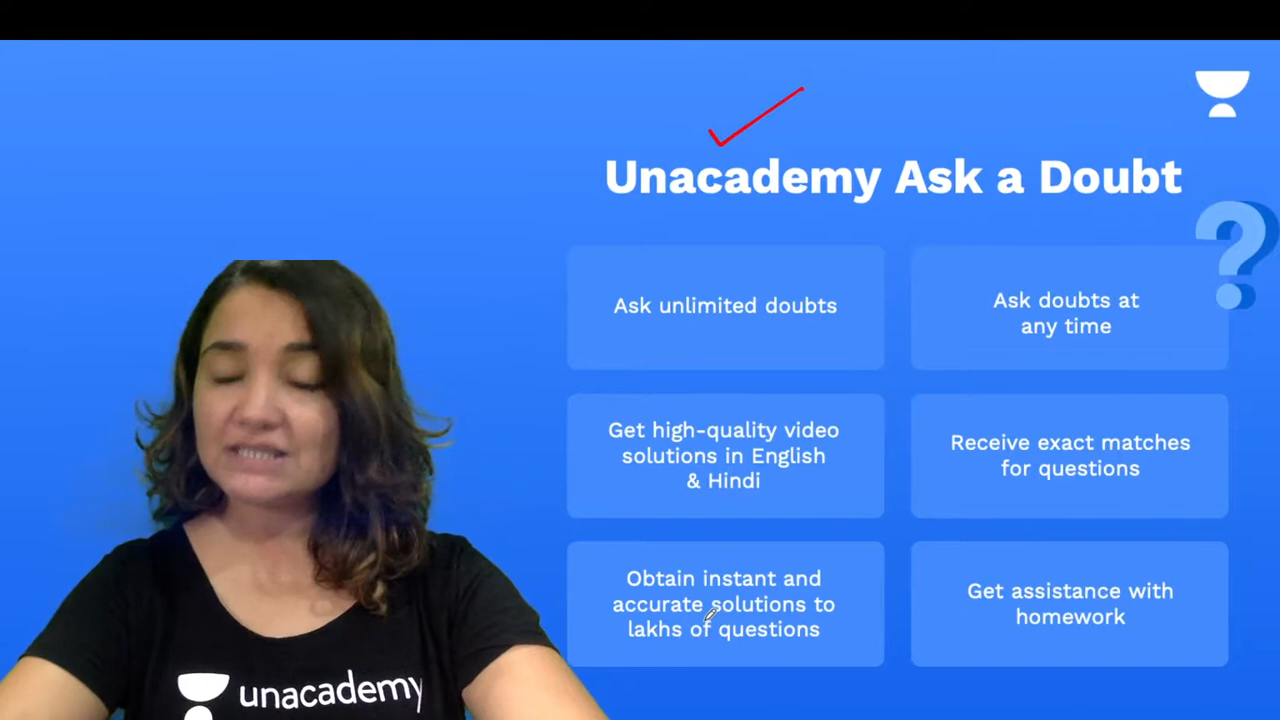 Unacademy Ask a Doubt
Ask unlimited doubts
Ask doubts at
any time
Get high-quality video
solutions in English
& Hindi
Receive exact matches
for questions
Obtain instant and
accurate solutions to
lakhs of questions
Get assistance with
homework
unacademy
?